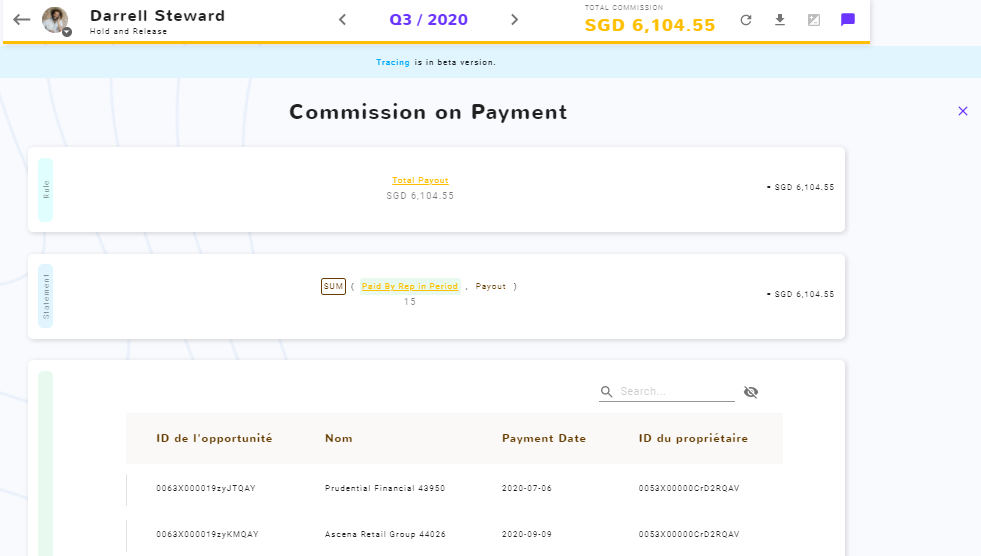 Darrell Steward
Hold and Release
Q3 / 2020
TOTAL COMMISSION
SGD 6,104.55
Tracing is in beta version.
Commission on Payment
Rule
Total Payout
SGD 6,104.55
= SGD 6,104.55
Statement
SUM ( Paid By Rep in Period , Payout )
15
= SGD 6,104.55
Search...
ID de l'opportunité Nom Payment Date ID du propriétaire
0063X000019zyJTQAY Prudential Financial 43950 2020-07-06 0053X00000CrD2RQAV
0063X000019zyKMQAY Ascena Retail Group 44026 2020-09-09 0053X00000CrD2RQAV